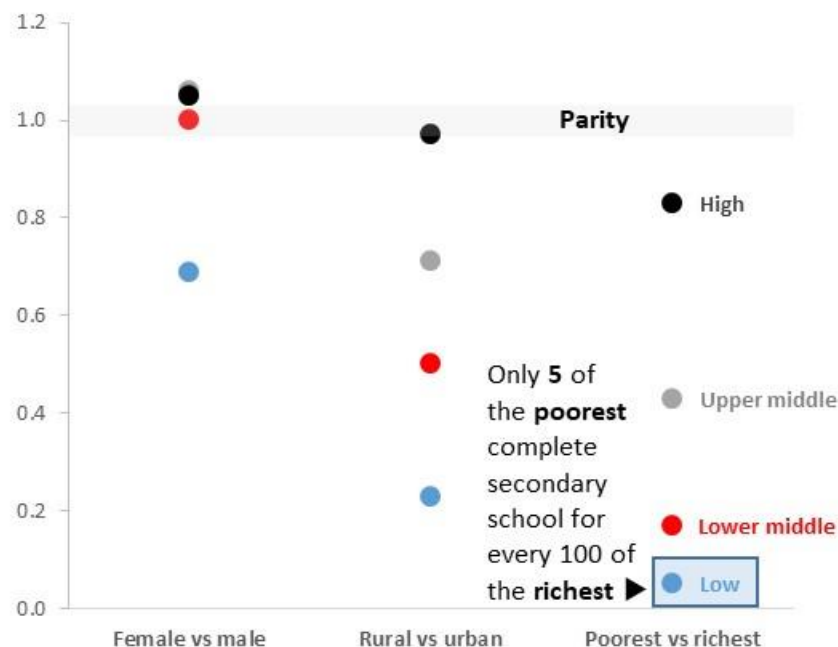 1.2
1.0
0.8
0.6
0.4
0.2
0.0
Parity
High
Upper middle
Lower middle
Low
Only 5 of
the poorest
complete
secondary
school for
every 100 of
the richest ▶
Female vs male
Rural vs urban
Poorest vs richest